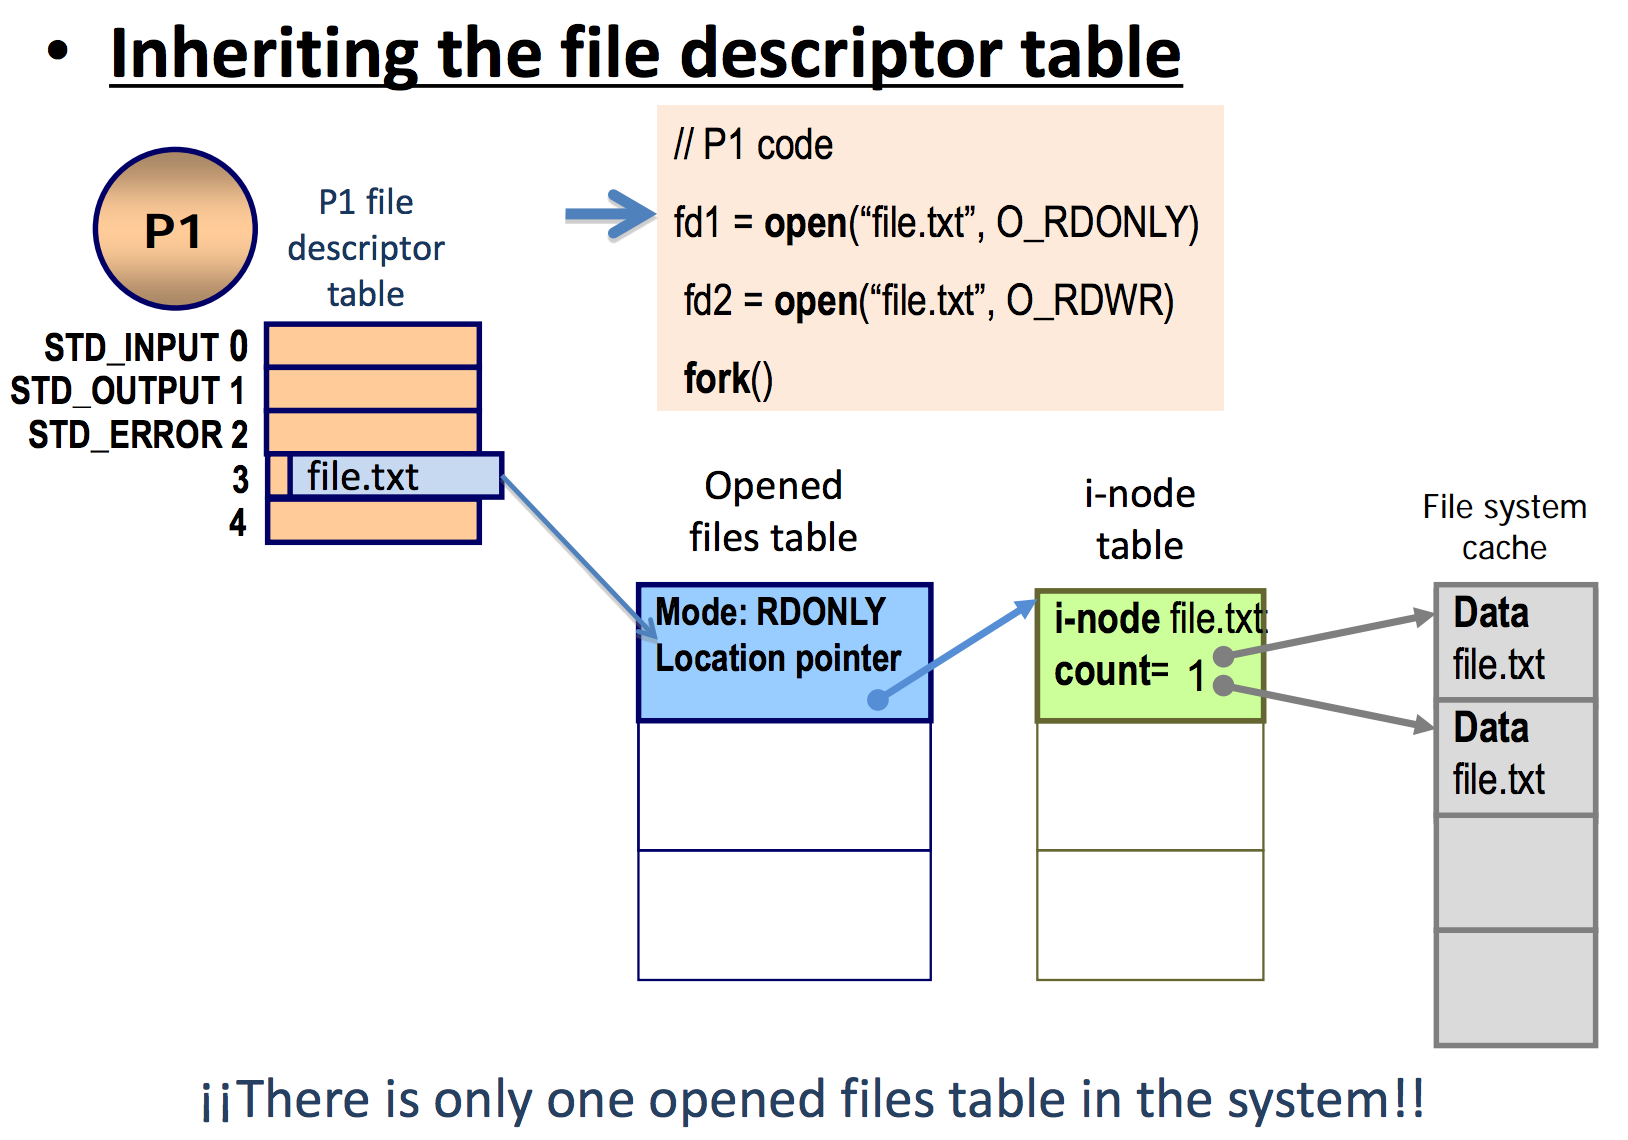 • Inheriting the file descriptor table
P1
P1 file
descriptor
table
// P1 code
fd1 = open(“file.txt”, O_RDONLY)
fd2 = open(“file.txt”, O_RDWR)
fork()
STD_INPUT 0
STD_OUTPUT 1
STD_ERROR 2
3 file.txt
4
Opened
files table
i-node
table
File system
cache
Mode: RDONLY
Location pointer
i-node file.txt:
count= 1
Data
file.txt
Data
file.txt
¡¡There is only one opened files table in the system!!